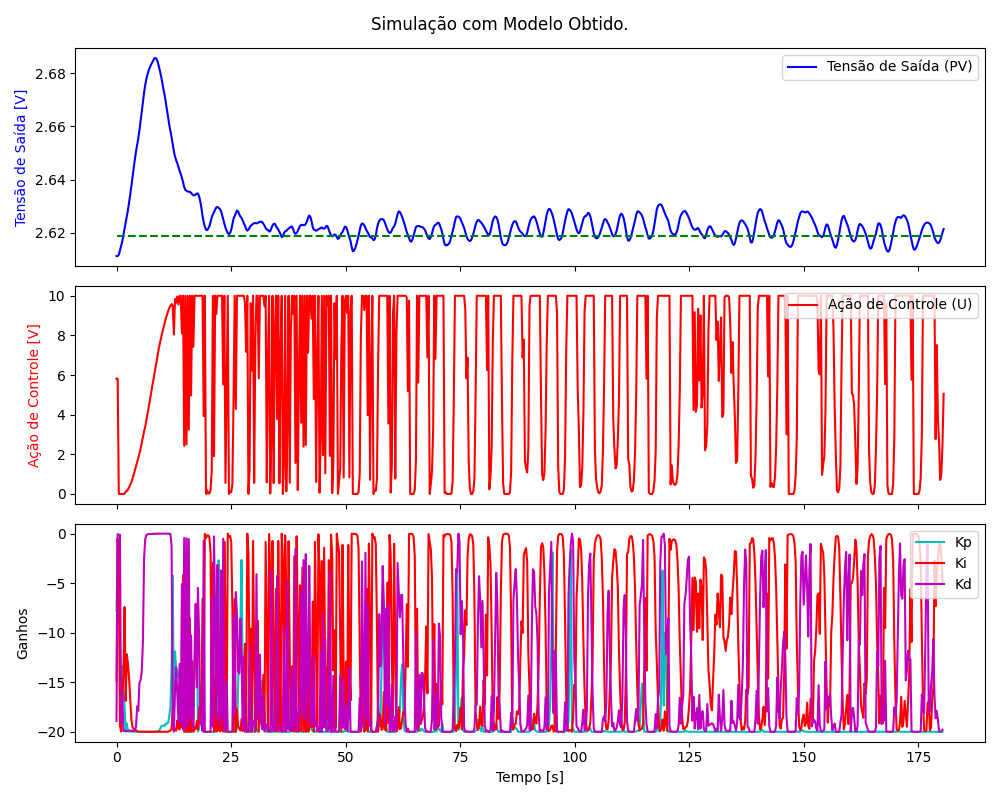 Simulação com Modelo Obtido.
Tensão de Saída [V]
2.68
2.66
2.64
2.62
Tensão de Saída (PV)
Ação de Controle [V]
10
8
6
4
2
0
Ação de Controle (U)
Ganhos
0
−5
−10
−15
−20
Kp
Ki
Kd
0 25 50 75 100 125 150 175
Tempo [s]